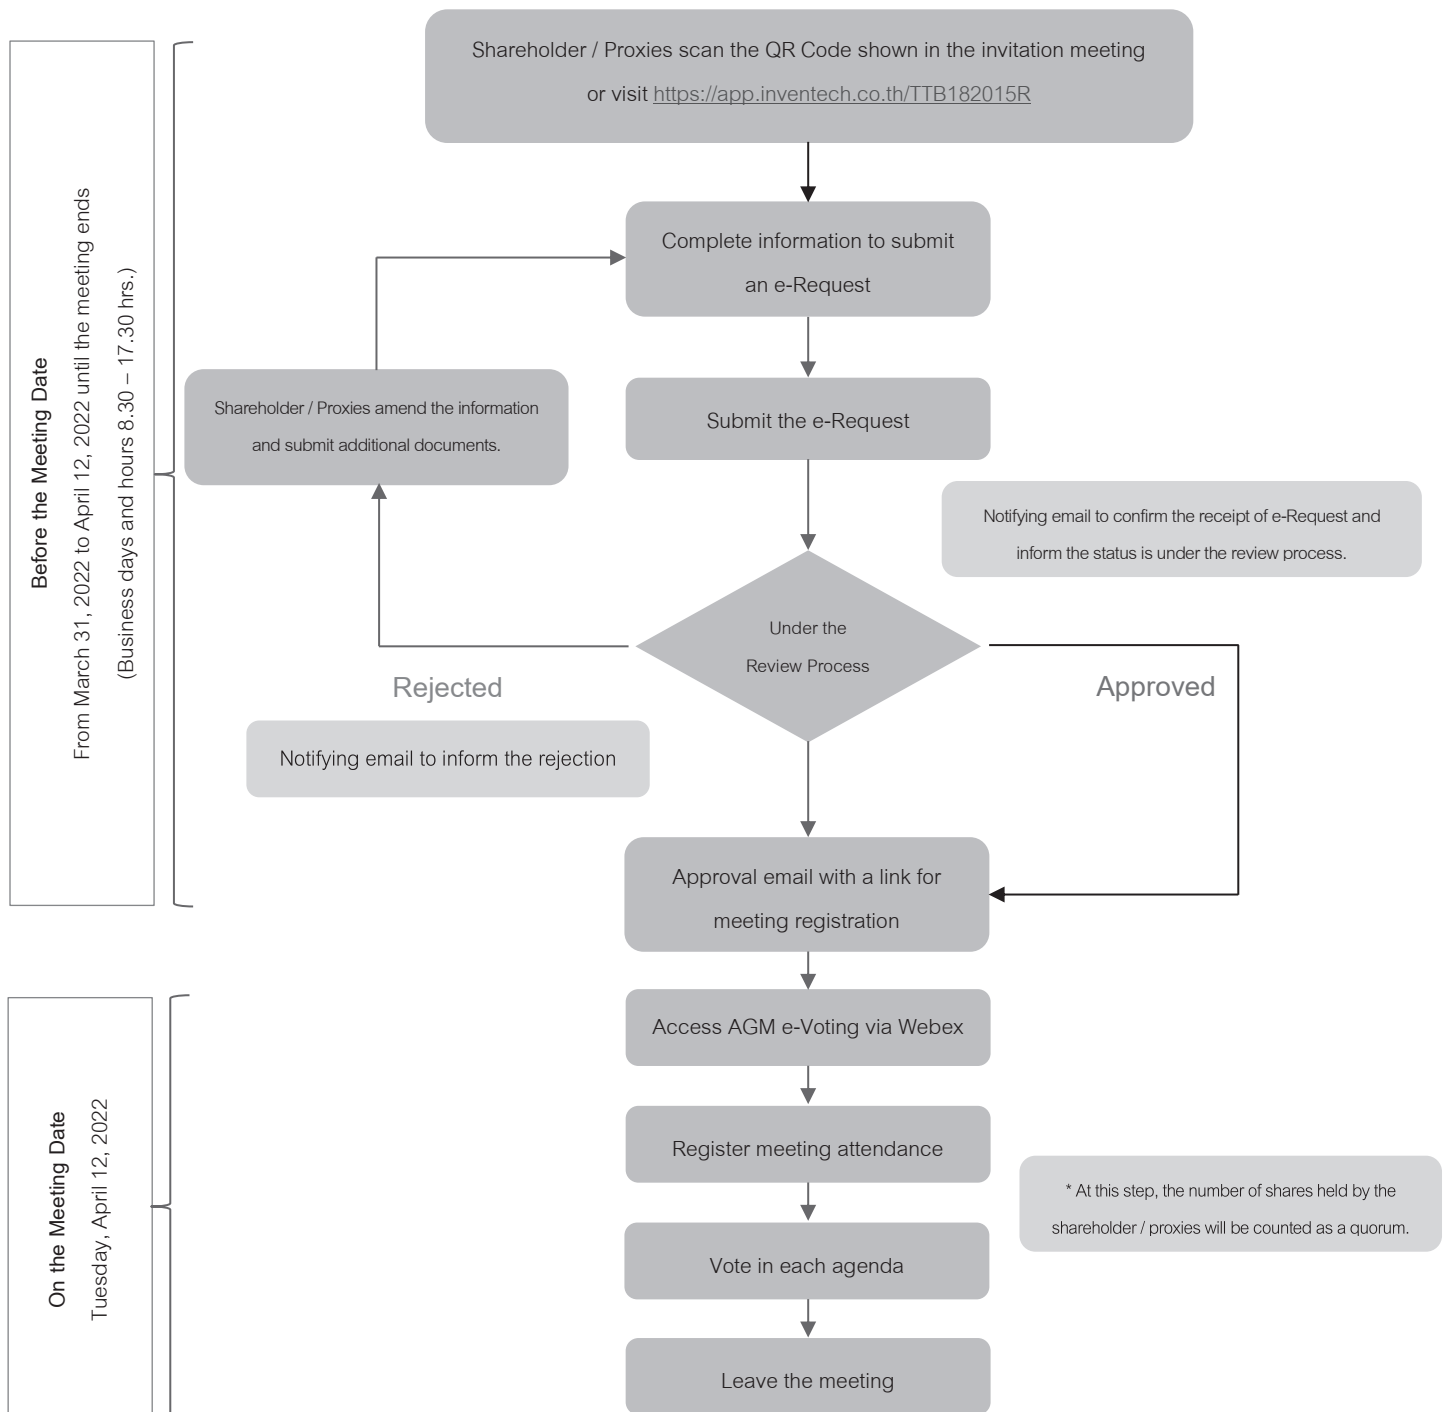 Shareholder / Proxies scan the QR Code shown in the invitation meeting
or visit https://app.inventech.co.th/TTB182015R
Before the Meeting Date
From March 31, 2022 to April 12, 2022 until the meeting ends
(Business days and hours 8.30 – 17.30 hrs.)
Complete information to submit
an e-Request
Shareholder / Proxies amend the information
and submit additional documents.
Submit the e-Request
Notifying email to confirm the receipt of e-Request and
inform the status is under the review process.
Under the
Review Process
Rejected
Approved
Notifying email to inform the rejection
Approval email with a link for
meeting registration
On the Meeting Date
Tuesday, April 12, 2022
Access AGM e-Voting via Webex
Register meeting attendance
* At this step, the number of shares held by the
shareholder / proxies will be counted as a quorum.
Vote in each agenda
Leave the meeting